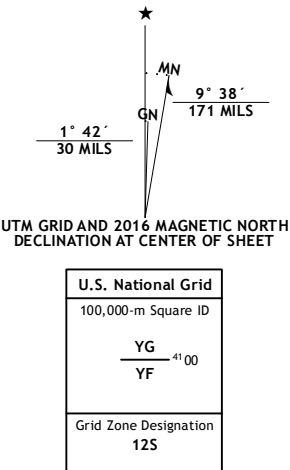 ★
MN
GN
9° 38´
171 MILS
1° 42´
30 MILS
UTM GRID AND 2016 MAGNETIC NORTH
DECLINATION AT CENTER OF SHEET
U.S. National Grid
100,000-m Square ID
YG
4100
YF
Grid Zone Designation
12S